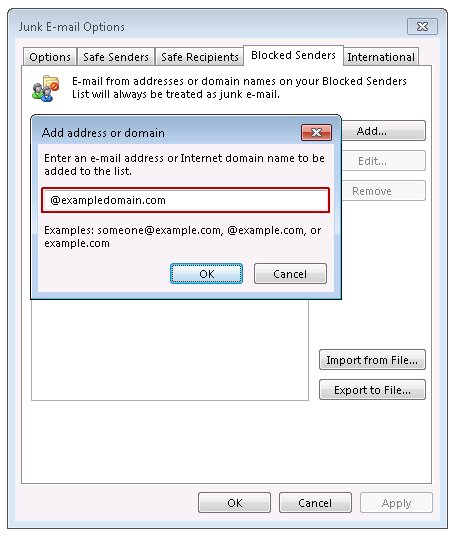 Junk E-mail Options
Options
Safe Senders
Safe Recipients
Blocked Senders
International
E-mail from addresses or domain names on your Blocked Senders
List will always be treated as junk e-mail.
Add address or domain
Enter an e-mail address or Internet domain name to be
added to the list.
@exampledomain.com
Examples: someone@example.com, @example.com, or
example.com
OK
Cancel
Add...
Edit...
Remove
Import from File...
Export to File...
OK
Cancel
Apply